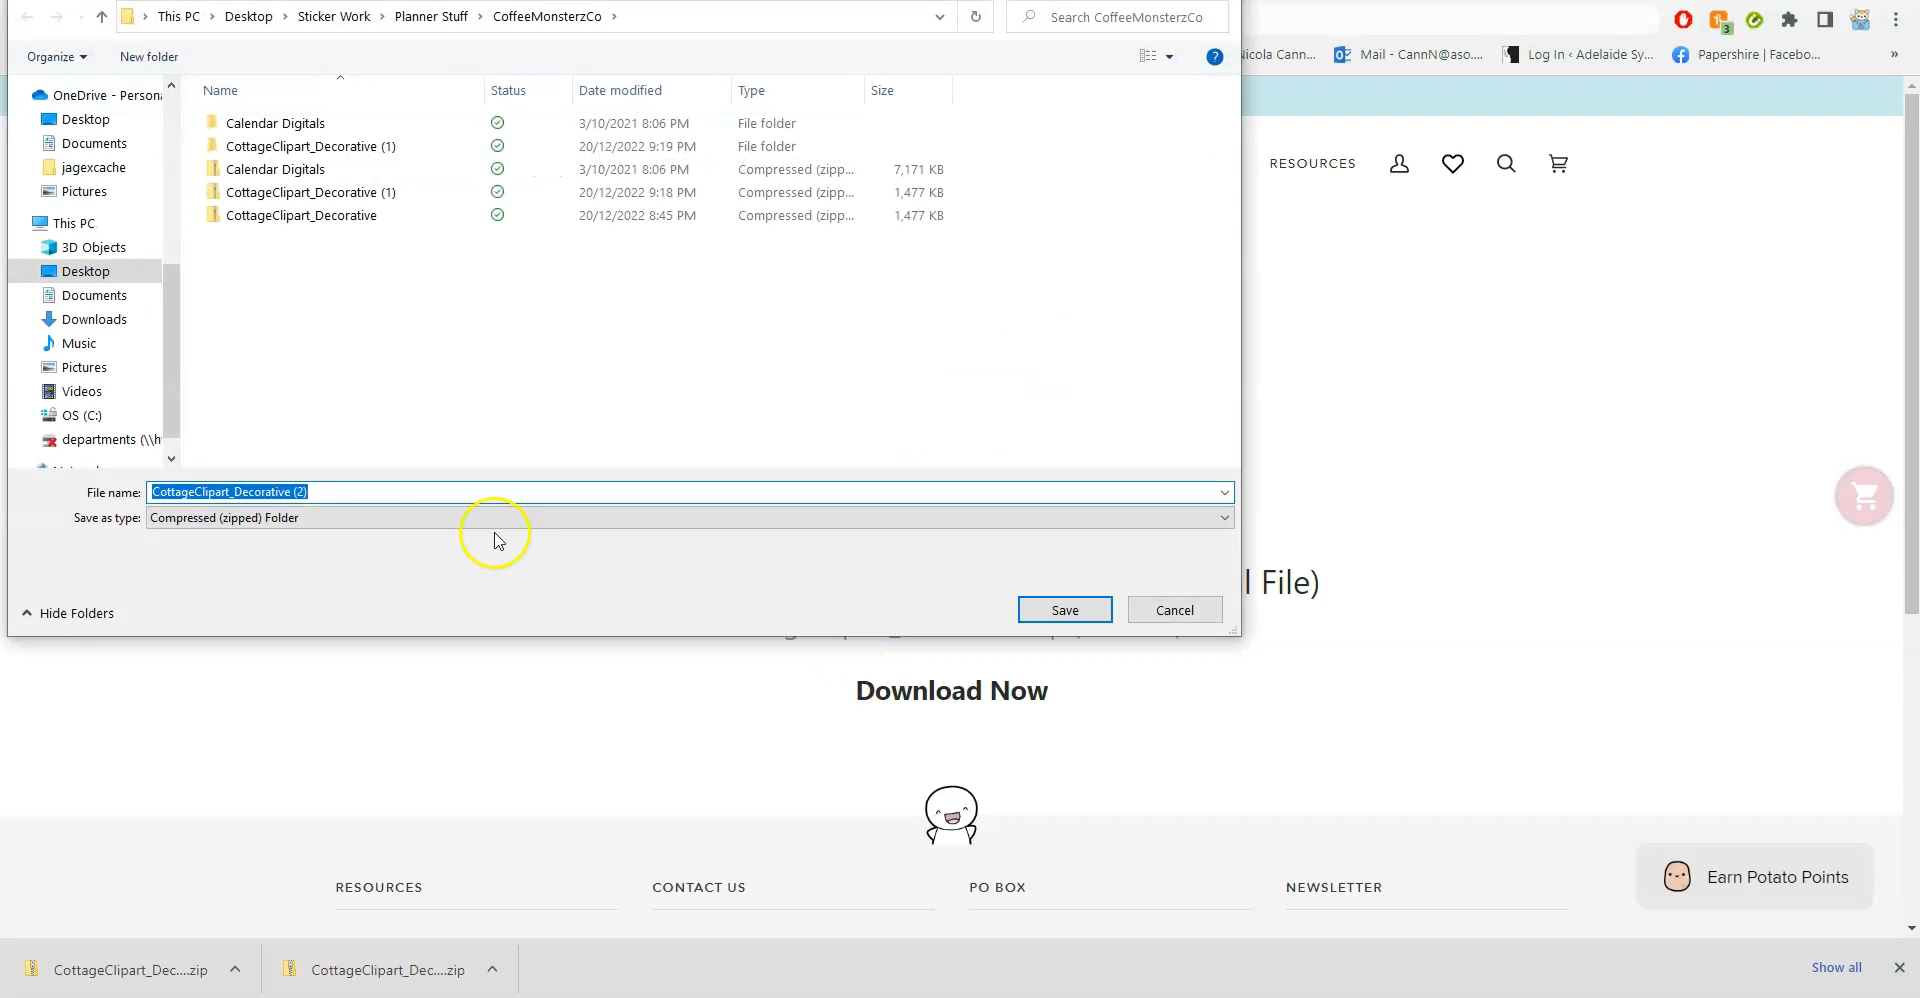 This PC > Desktop > Sticker Work > Planner Stuff > CoffeeMonsterzCo >
Search CoffeeMonsterzCo
3
Organize
New folder
?
Nicola Cann...
Mail - CannN@aso....
Log In ‹ Adelaide Sy...
Papershire | Facebo...
»
Name
Status
Date modified
Type
Size
OneDrive - Persona
Desktop
Documents
jagexcache
Pictures
This PC
3D Objects
Desktop
Documents
Downloads
Music
Pictures
Videos
OS (C:)
departments (\\h
Calendar Digitals 3/10/2021 8:06 PM File folder
CottageClipart_Decorative (1) 20/12/2022 9:19 PM File folder
Calendar Digitals 3/10/2021 8:06 PM Compressed (zipp... 7,171 KB
CottageClipart_Decorative (1) 20/12/2022 9:18 PM Compressed (zipp... 1,477 KB
CottageClipart_Decorative 20/12/2022 8:45 PM Compressed (zipp... 1,477 KB
RESOURCES
File name: CottageClipart_Decorative (2)
Save as type: Compressed (zipped) Folder
Hide Folders
Save
Cancel
l File)
Download Now
RESOURCES
CONTACT US
PO BOX
NEWSLETTER
Earn Potato Points
CottageClipart_Dec....zip
CottageClipart_Dec....zip
Show all